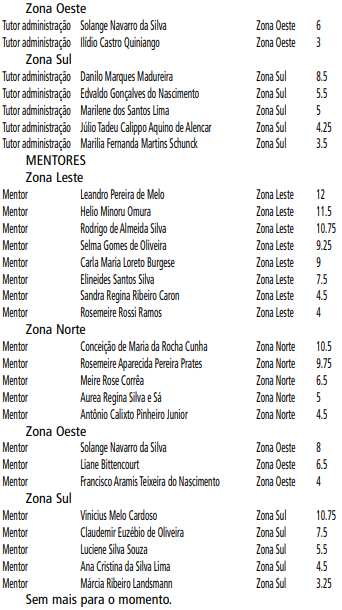 Zona Oeste
Tutor administração Solange Navarro da Silva Zona Oeste 6
Tutor administração Ilídio Castro Quiniango Zona Oeste 3
Zona Sul
Tutor administração Danilo Marques Madureira Zona Sul 8.5
Tutor administração Edvaldo Gonçalves do Nascimento Zona Sul 5.5
Tutor administração Marilene dos Santos Lima Zona Sul 5
Tutor administração Júlio Tadeu Calippo Aquino de Alencar Zona Sul 4.25
Tutor administração Marilia Fernanda Martins Schunck Zona Sul 3.5
MENTORES
Zona Leste
Mentor Leandro Pereira de Melo Zona Leste 12
Mentor Helio Minoru Omura Zona Leste 11.5
Mentor Rodrigo de Almeida Silva Zona Leste 10.75
Mentor Selma Gomes de Oliveira Zona Leste 9.25
Mentor Carla Maria Loreto Burgese Zona Leste 9
Mentor Elineides Santos Silva Zona Leste 7.5
Mentor Sandra Regina Ribeiro Caron Zona Leste 4.5
Mentor Rosemeire Rossi Ramos Zona Leste 4
Zona Norte
Mentor Conceição de Maria da Rocha Cunha Zona Norte 10.5
Mentor Rosemeire Aparecida Pereira Prates Zona Norte 9.75
Mentor Meire Rose Corrêa Zona Norte 6.5
Mentor Aurea Regina Silva e Sá Zona Norte 5
Mentor Antônio Calixto Pinheiro Junior Zona Norte 4.5
Zona Oeste
Mentor Solange Navarro da Silva Zona Oeste 8
Mentor Liane Bittencourt Zona Oeste 6.5
Mentor Francisco Aramis Teixeira do Nascimento Zona Oeste 4
Zona Sul
Mentor Vinicius Melo Cardoso Zona Sul 10.75
Mentor Claudemir Euzébio de Oliveira Zona Sul 7.5
Mentor Luciene Silva Souza Zona Sul 5.5
Mentor Ana Cristina da Silva Lima Zona Sul 4.5
Mentor Márcia Ribeiro Landsmann Zona Sul 3.25
Sem mais para o momento.